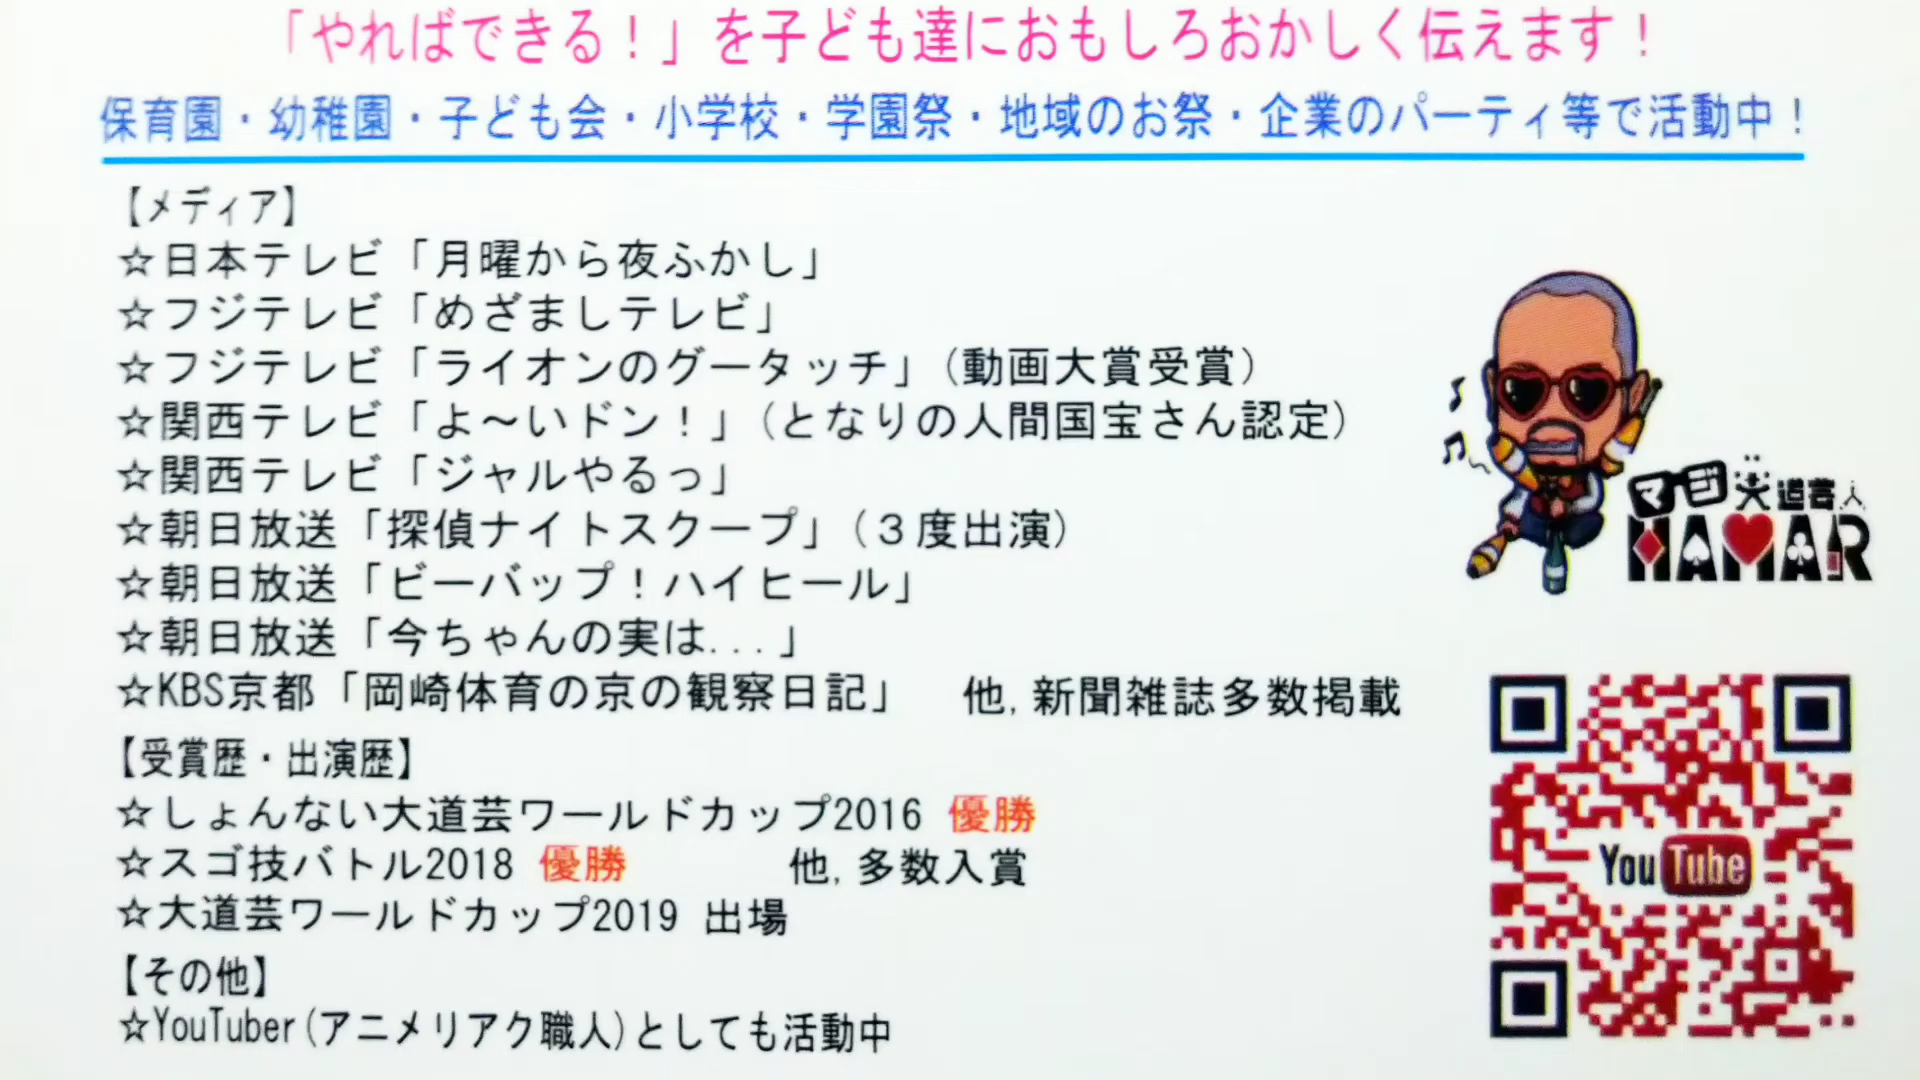 「やればできる！」を子ども達におもしろおかしく伝えます！
保育園・幼稚園・子ども会・小学校・学園祭・地域のお祭・企業のパーティ等で活動中！
【メディア】
☆日本テレビ「月曜から夜ふかし」
☆フジテレビ「めざましテレビ」
☆フジテレビ「ライオンのグータッチ」（動画大賞受賞）
☆関西テレビ「よ～いドン！」（となりの人間国宝さん認定）
☆関西テレビ「ジャルやるっ」
☆朝日放送「探偵ナイトスクープ」（３度出演）
☆朝日放送「ビーバップ！ハイヒール」
☆朝日放送「今ちゃんの実は...」
☆KBS京都「岡崎体育の京の観察日記」　他,新聞雑誌多数掲載
【受賞歴・出演歴】
☆しょんない大道芸ワールドカップ2016 優勝
☆スゴ技バトル2018 優勝　　　他,多数入賞
☆大道芸ワールドカップ2019 出場
【その他】
☆YouTuber(アニメリアク職人)としても活動中
大道芸人
HAMAR
YouTube